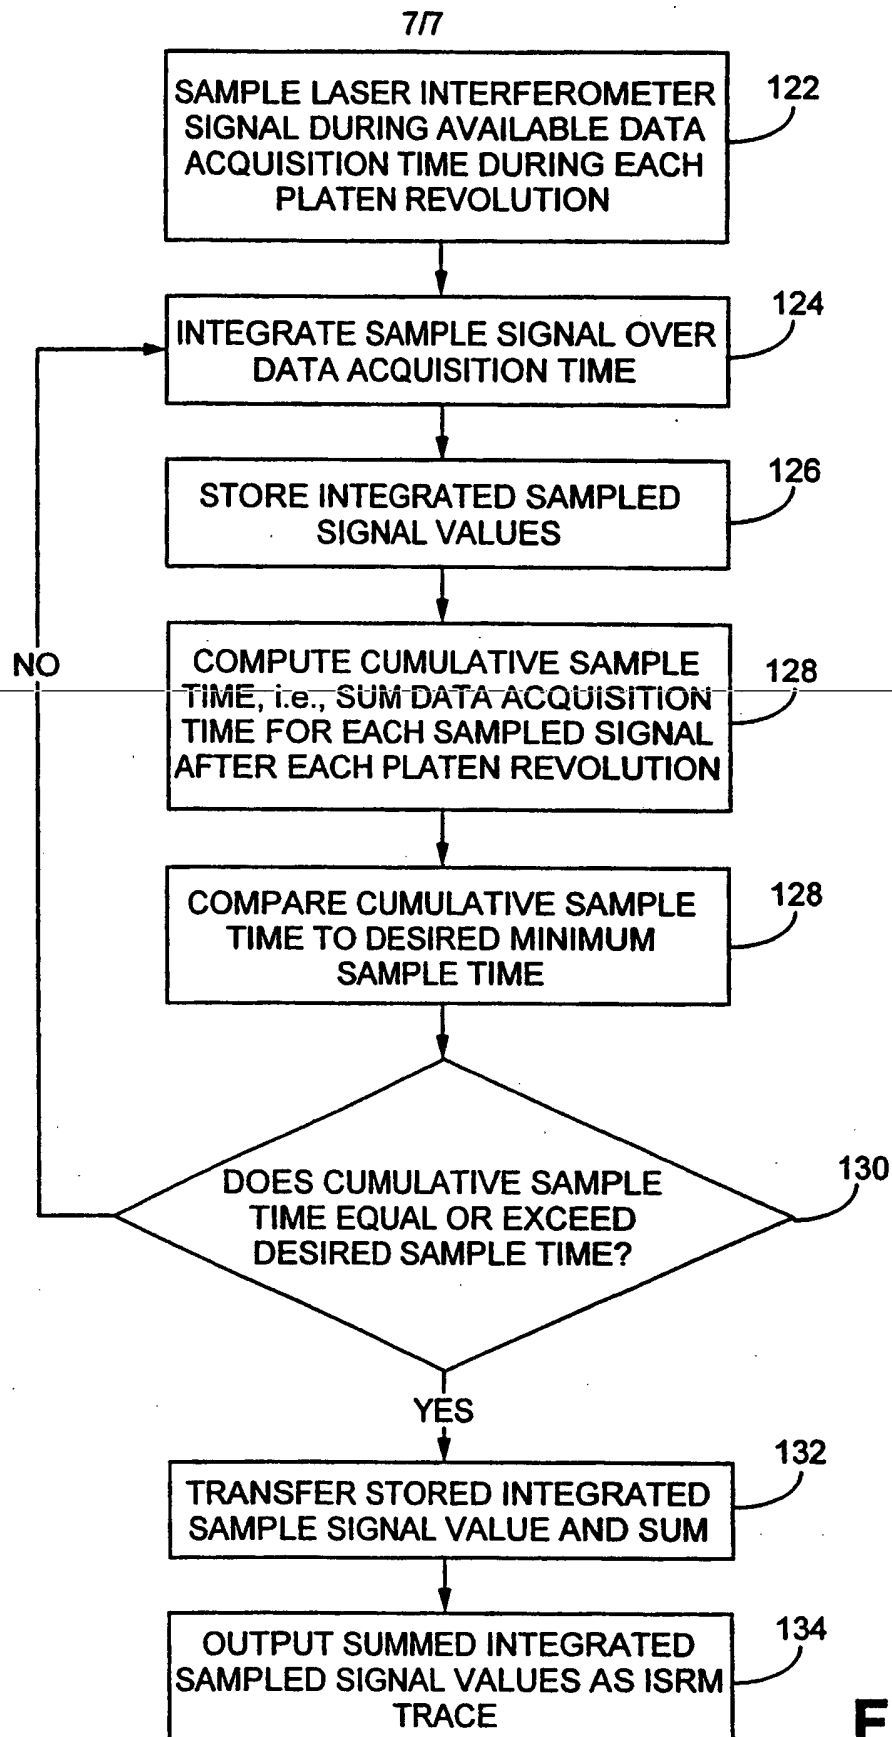 7/7
SAMPLE LASER INTERFEROMETER
SIGNAL DURING AVAILABLE DATA
ACQUISITION TIME DURING EACH
PLATEN REVOLUTION
122
INTEGRATE SAMPLE SIGNAL OVER
DATA ACQUISITION TIME
124
STORE INTEGRATED SAMPLED
SIGNAL VALUES
126
NO
COMPUTE CUMULATIVE SAMPLE
TIME, i.e., SUM DATA ACQUISITION
TIME FOR EACH SAMPLED SIGNAL
AFTER EACH PLATEN REVOLUTION
128
COMPARE CUMULATIVE SAMPLE
TIME TO DESIRED MINIMUM
SAMPLE TIME
128
DOES CUMULATIVE SAMPLE
TIME EQUAL OR EXCEED
DESIRED SAMPLE TIME?
130
YES
TRANSFER STORED INTEGRATED
SAMPLE SIGNAL VALUE AND SUM
132
OUTPUT SUMMED INTEGRATED
SAMPLED SIGNAL VALUES AS ISRM
TRACE
134